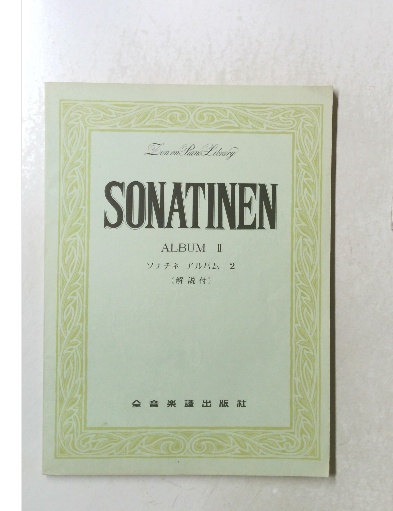 Zen-on Piano Library
SONATINEN
ALBUM II
ソナチネ アルバム 2
(解説付)
全音楽譜出版社